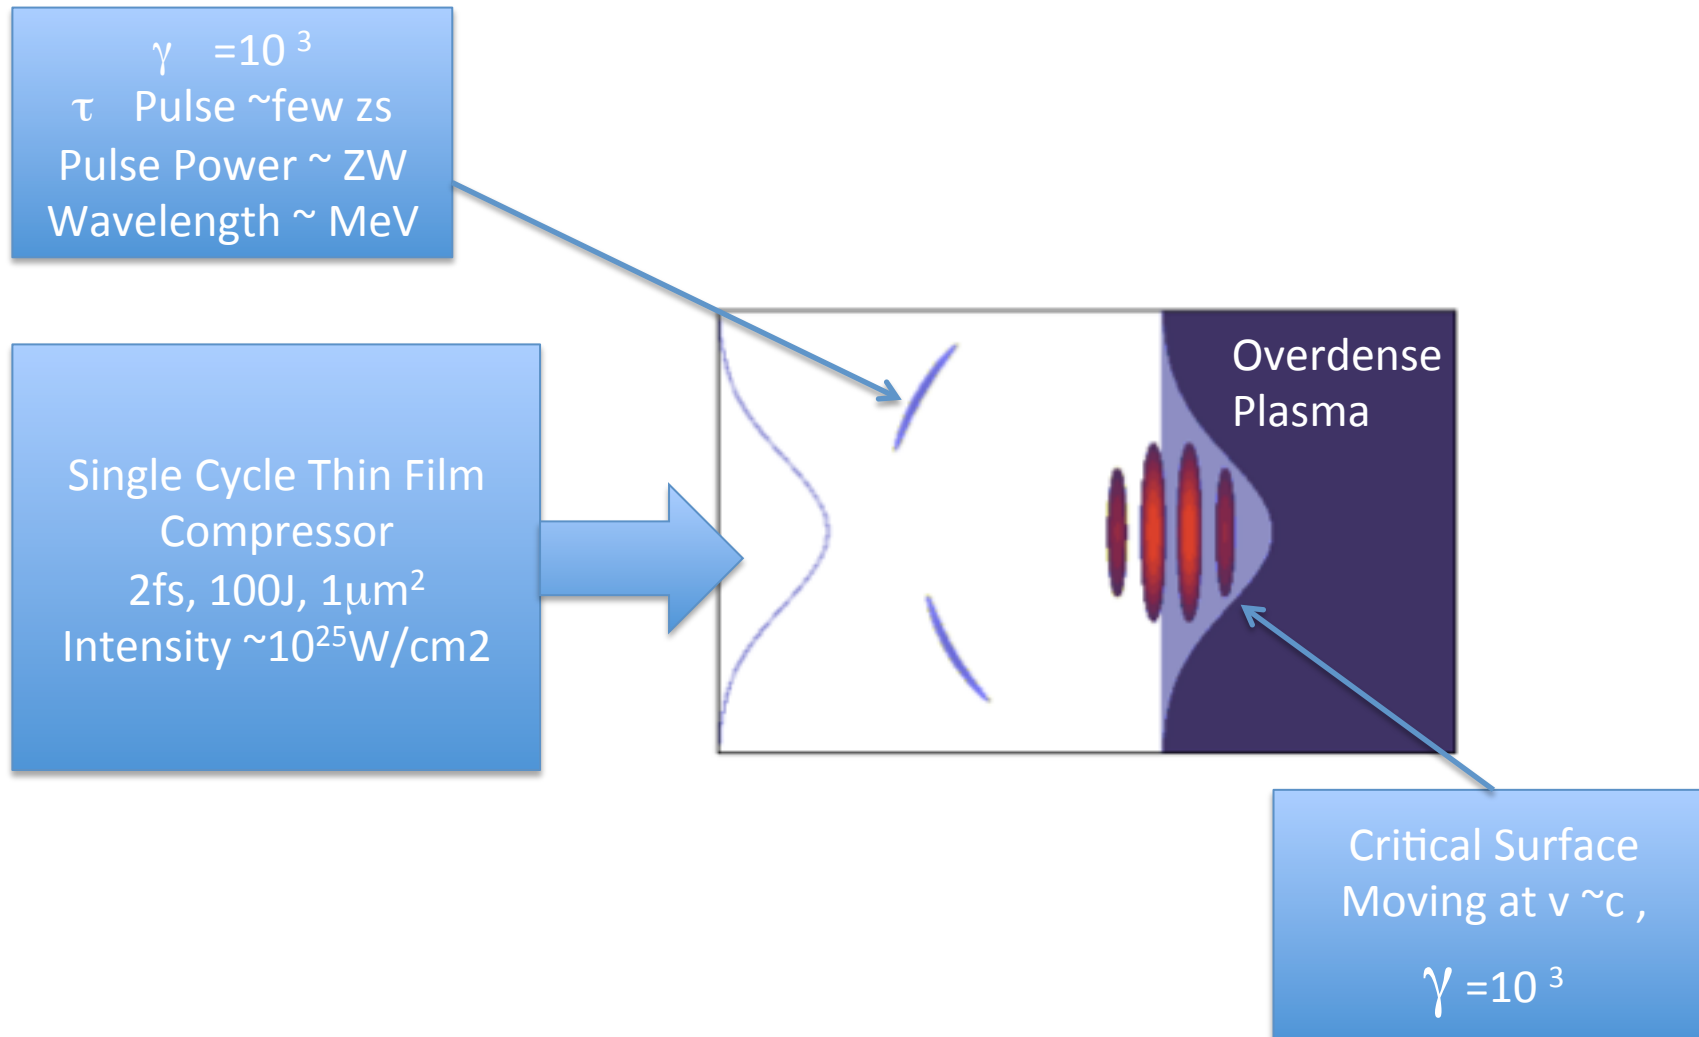 γ =10 ³
τ Pulse ~few zs
Pulse Power ~ ZW
Wavelength ~ MeV
Single Cycle Thin Film
Compressor
2fs, 100J, 1μm²
Intensity ~10²⁵W/cm2
Overdense
Plasma
Critical Surface
Moving at v ~c ,
γ =10 ³